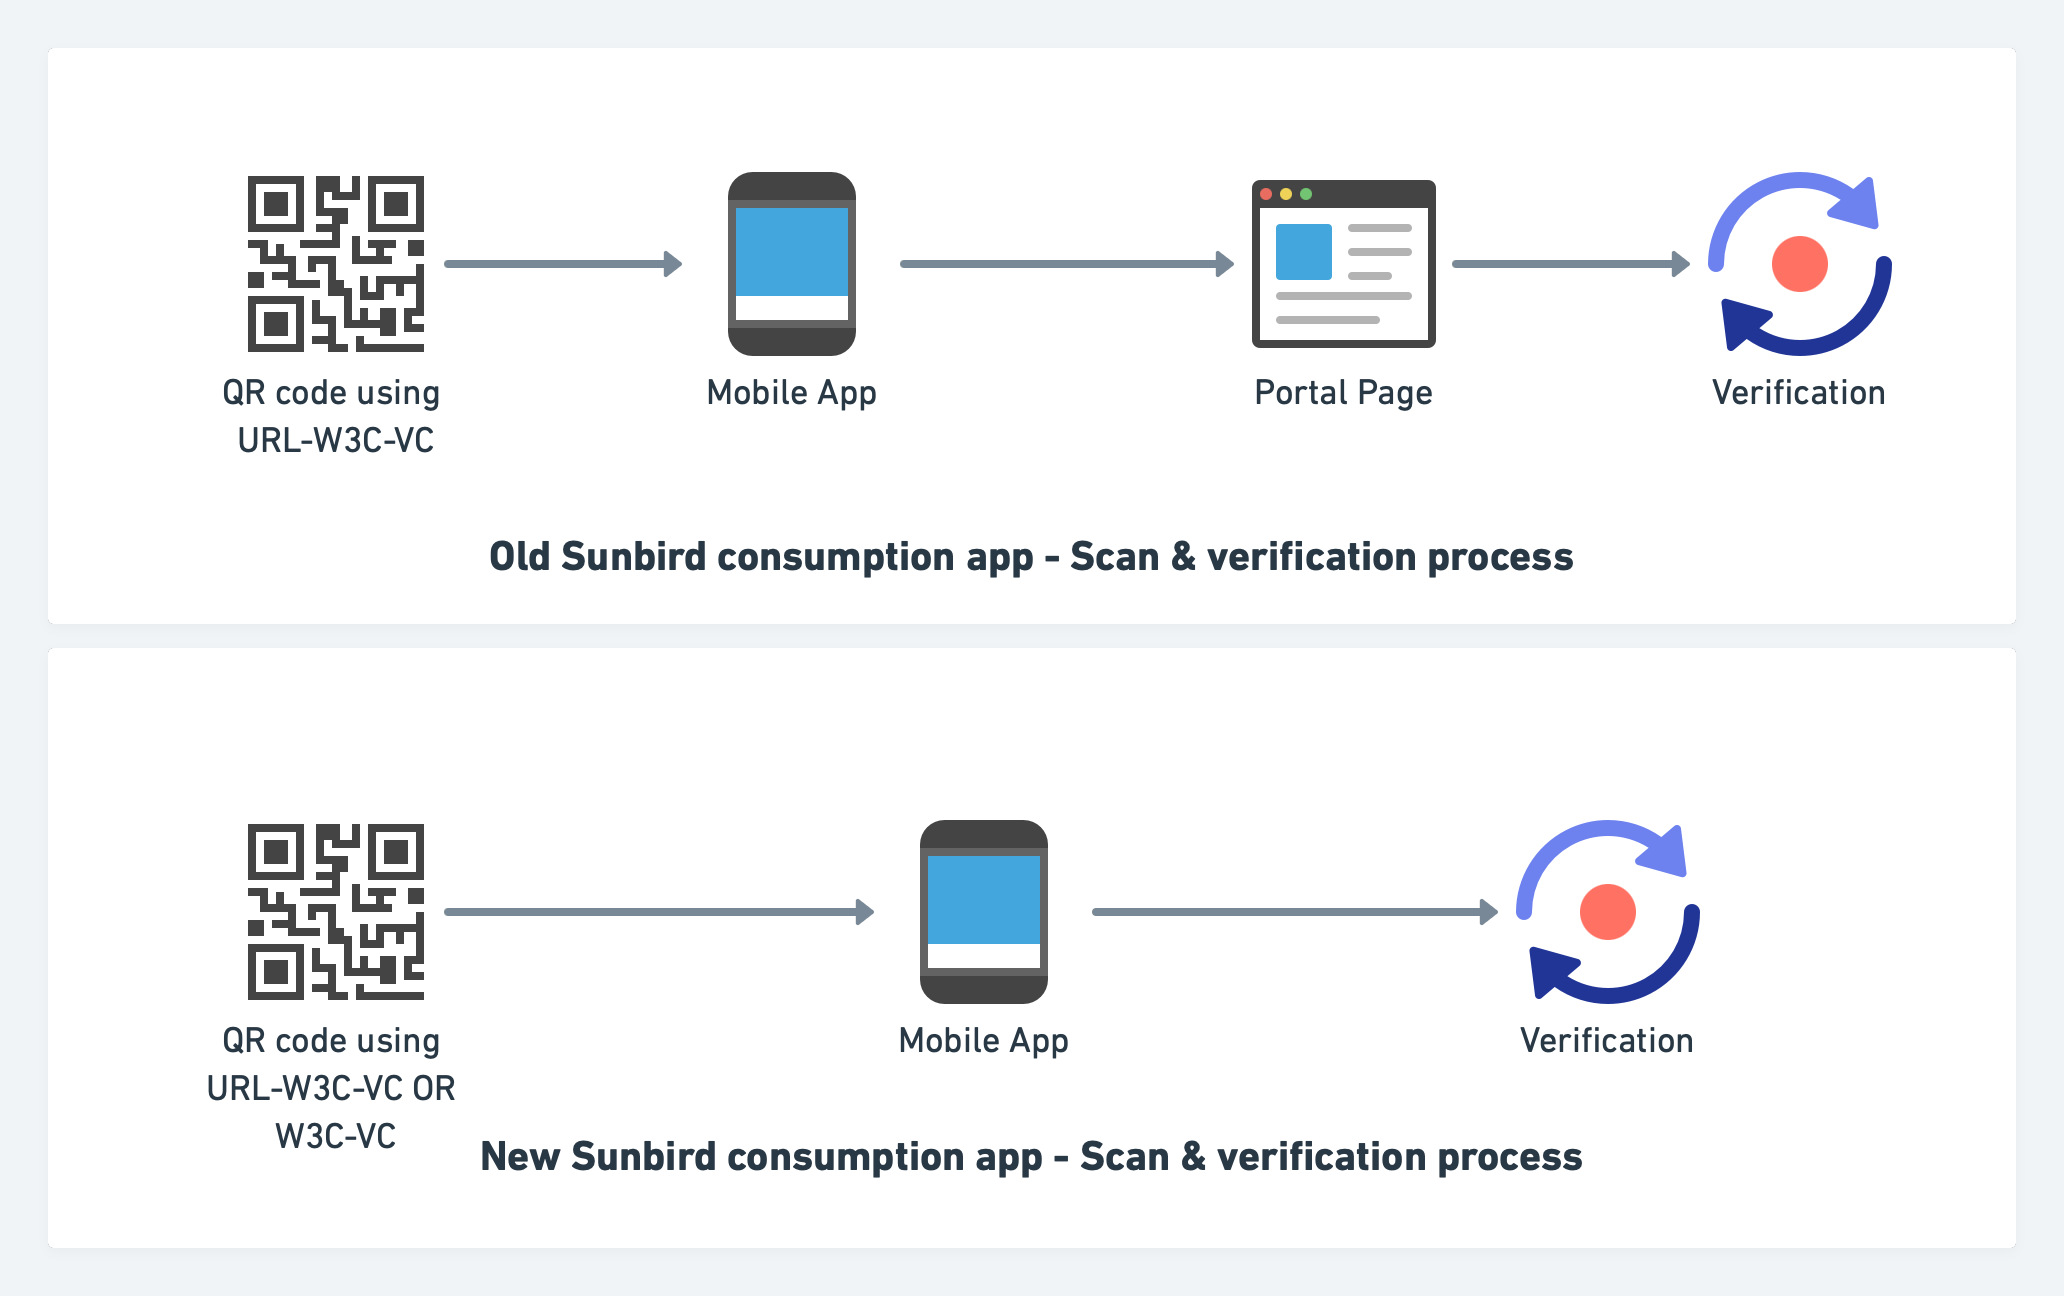 QR code using
URL-W3C-VC
Mobile App
Portal Page
Verification
Old Sunbird consumption app - Scan & verification process
QR code using
URL-W3C-VC OR
W3C-VC
Mobile App
Verification
New Sunbird consumption app - Scan & verification process